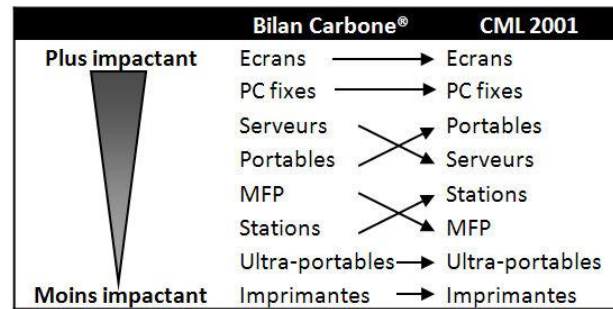 Bilan Carbone® CML 2001
Plus impactant Ecrans Ecrans
PC fixes PC fixes
Serveurs Portables
Portables Serveurs
MFP Stations
Stations MFP
Ultra-portables Ultra-portables
Moins impactant Imprimantes Imprimantes